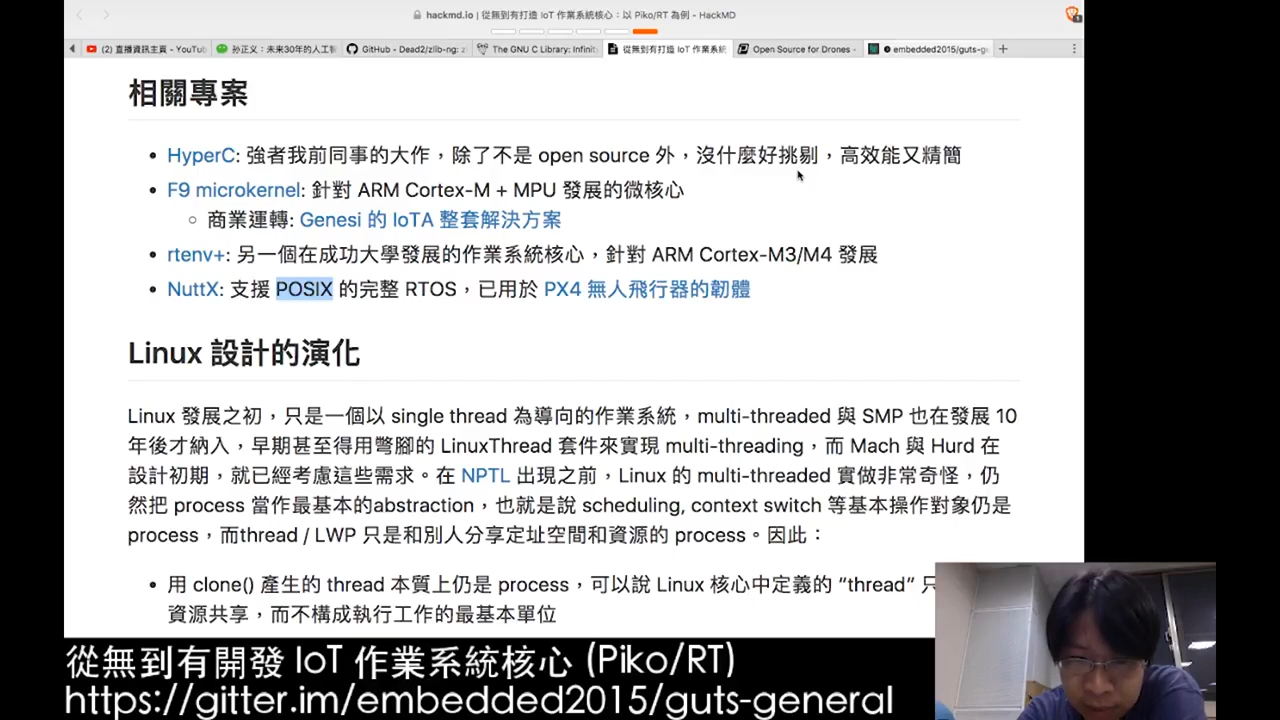 hackmd.io | 從無到有打造 IoT 作業系統核心:以 Piko/RT 為例 - HackMD
(2) 直播資訊主頁 - YouTub
孙正义:未来30年的人工智
GitHub - Dead2/zlib-ng: z
The GNU C Library: Infinit
從無到有打造 IoT 作業系統
Open Source for Drones -
embedded2015/guts-ge
相關專案
• HyperC: 強者我前同事的大作,除了不是 open source 外,沒什麼好挑剔,高效能又精簡
• F9 microkernel: 針對 ARM Cortex-M + MPU 發展的微核心
○ 商業運轉: Genesi 的 IoTA 整套解決方案
• rtenv+: 另一個在成功大學發展的作業系統核心,針對 ARM Cortex-M3/M4 發展
• NuttX: 支援 POSIX 的完整 RTOS,已用於 PX4 無人飛行器的韌體
Linux 設計的演化
Linux 發展之初,只是一個以 single thread 為導向的作業系統,multi-threaded 與 SMP 也在發展 10
年後才納入,早期甚至得用彆腳的 LinuxThread 套件來實現 multi-threading,而 Mach 與 Hurd 在
設計初期,就已經考慮這些需求。在 NPTL 出現之前,Linux 的 multi-threaded 實做非常奇怪,仍
然把 process 當作最基本的abstraction,也就是說 scheduling, context switch 等基本操作對象仍是
process,而thread / LWP 只是和別人分享定址空間和資源的 process。因此:
• 用 clone() 產生的 thread 本質上仍是 process,可以說 Linux 核心中定義的 “thread” 只
資源共享,而不構成執行工作的最基本單位
從無到有開發 IoT 作業系統核心 (Piko/RT)
https://gitter.im/embedded2015/guts-general